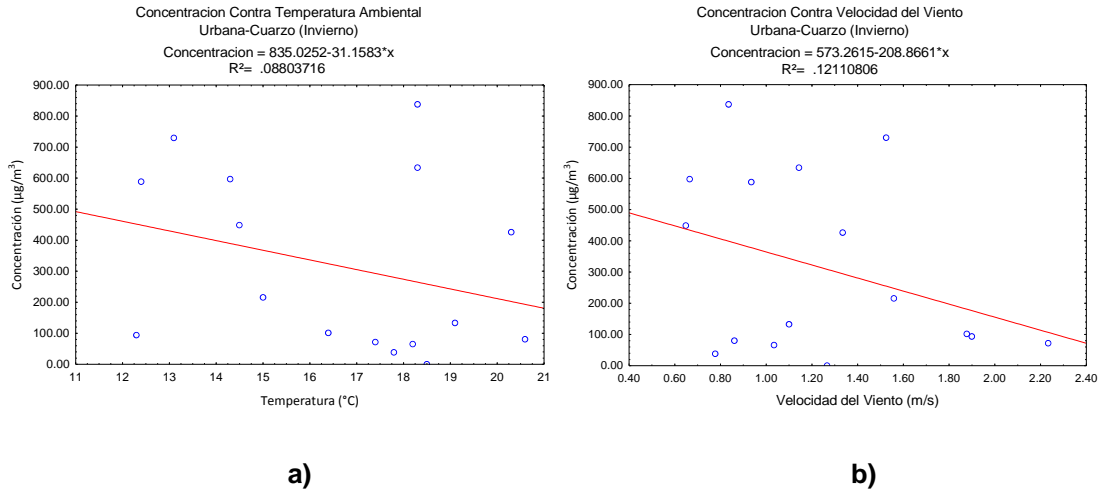 Concentracion Contra Temperatura Ambiental
Urbana-Cuarzo (Invierno)
Concentracion = 835.0252-31.1583*x
R²= .08803716
900.00
800.00
700.00
600.00
500.00
400.00
300.00
200.00
100.00
0.00
Concentración (µg/m³)
11 12 13 14 15 16 17 18 19 20 21
Temperatura (°C)
a)
Concentracion Contra Velocidad del Viento
Urbana-Cuarzo (Invierno)
Concentracion = 573.2615-208.8661*x
R²= .12110806
900.00
800.00
700.00
600.00
500.00
400.00
300.00
200.00
100.00
0.00
Concentración (µg/m³)
0.40 0.60 0.80 1.00 1.20 1.40 1.60 1.80 2.00 2.20 2.40
Velocidad del Viento (m/s)
b)